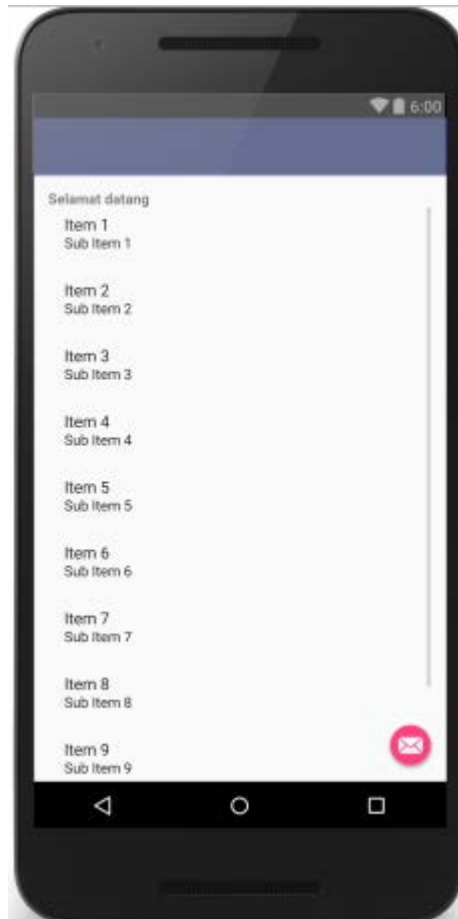 6:00
Selamat datang
Item 1
Sub Item 1
Item 2
Sub Item 2
Item 3
Sub Item 3
Item 4
Sub Item 4
Item 5
Sub Item 5
Item 6
Sub Item 6
Item 7
Sub Item 7
Item 8
Sub Item 8
Item 9
Sub Item 9